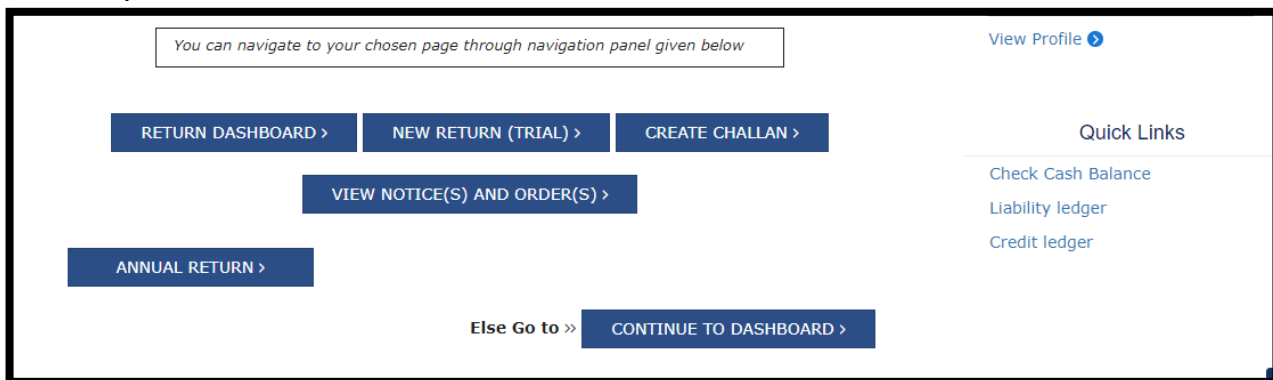 You can navigate to your chosen page through navigation panel given below
View Profile
RETURN DASHBOARD >
NEW RETURN (TRIAL) >
CREATE CHALLAN >
Quick Links
VIEW NOTICE(S) AND ORDER(S) >
Check Cash Balance
Liability ledger
Credit ledger
ANNUAL RETURN >
Else Go to » CONTINUE TO DASHBOARD >